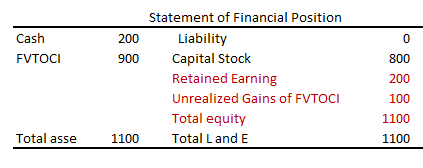 Statement of Financial Position
Cash 200 Liability 0
FVTOCI 900 Capital Stock 800
Retained Earning 200
Unrealized Gains of FVTOCI 100
Total equity 1100
Total asse 1100 Total L and E 1100